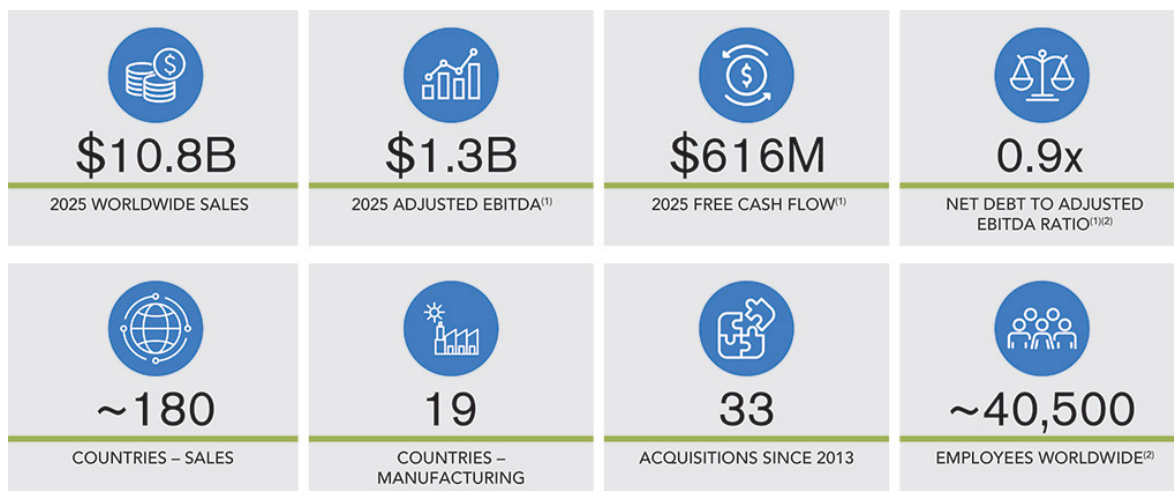 $10.8B
2025 WORLDWIDE SALES
$1.3B
2025 ADJUSTED EBITDA(1)
$616M
2025 FREE CASH FLOW(1)
0.9x
NET DEBT TO ADJUSTED
EBITDA RATIO(1)(2)
~180
COUNTRIES – SALES
19
COUNTRIES –
MANUFACTURING
33
ACQUISITIONS SINCE 2013
~40,500
EMPLOYEES WORLDWIDE(2)